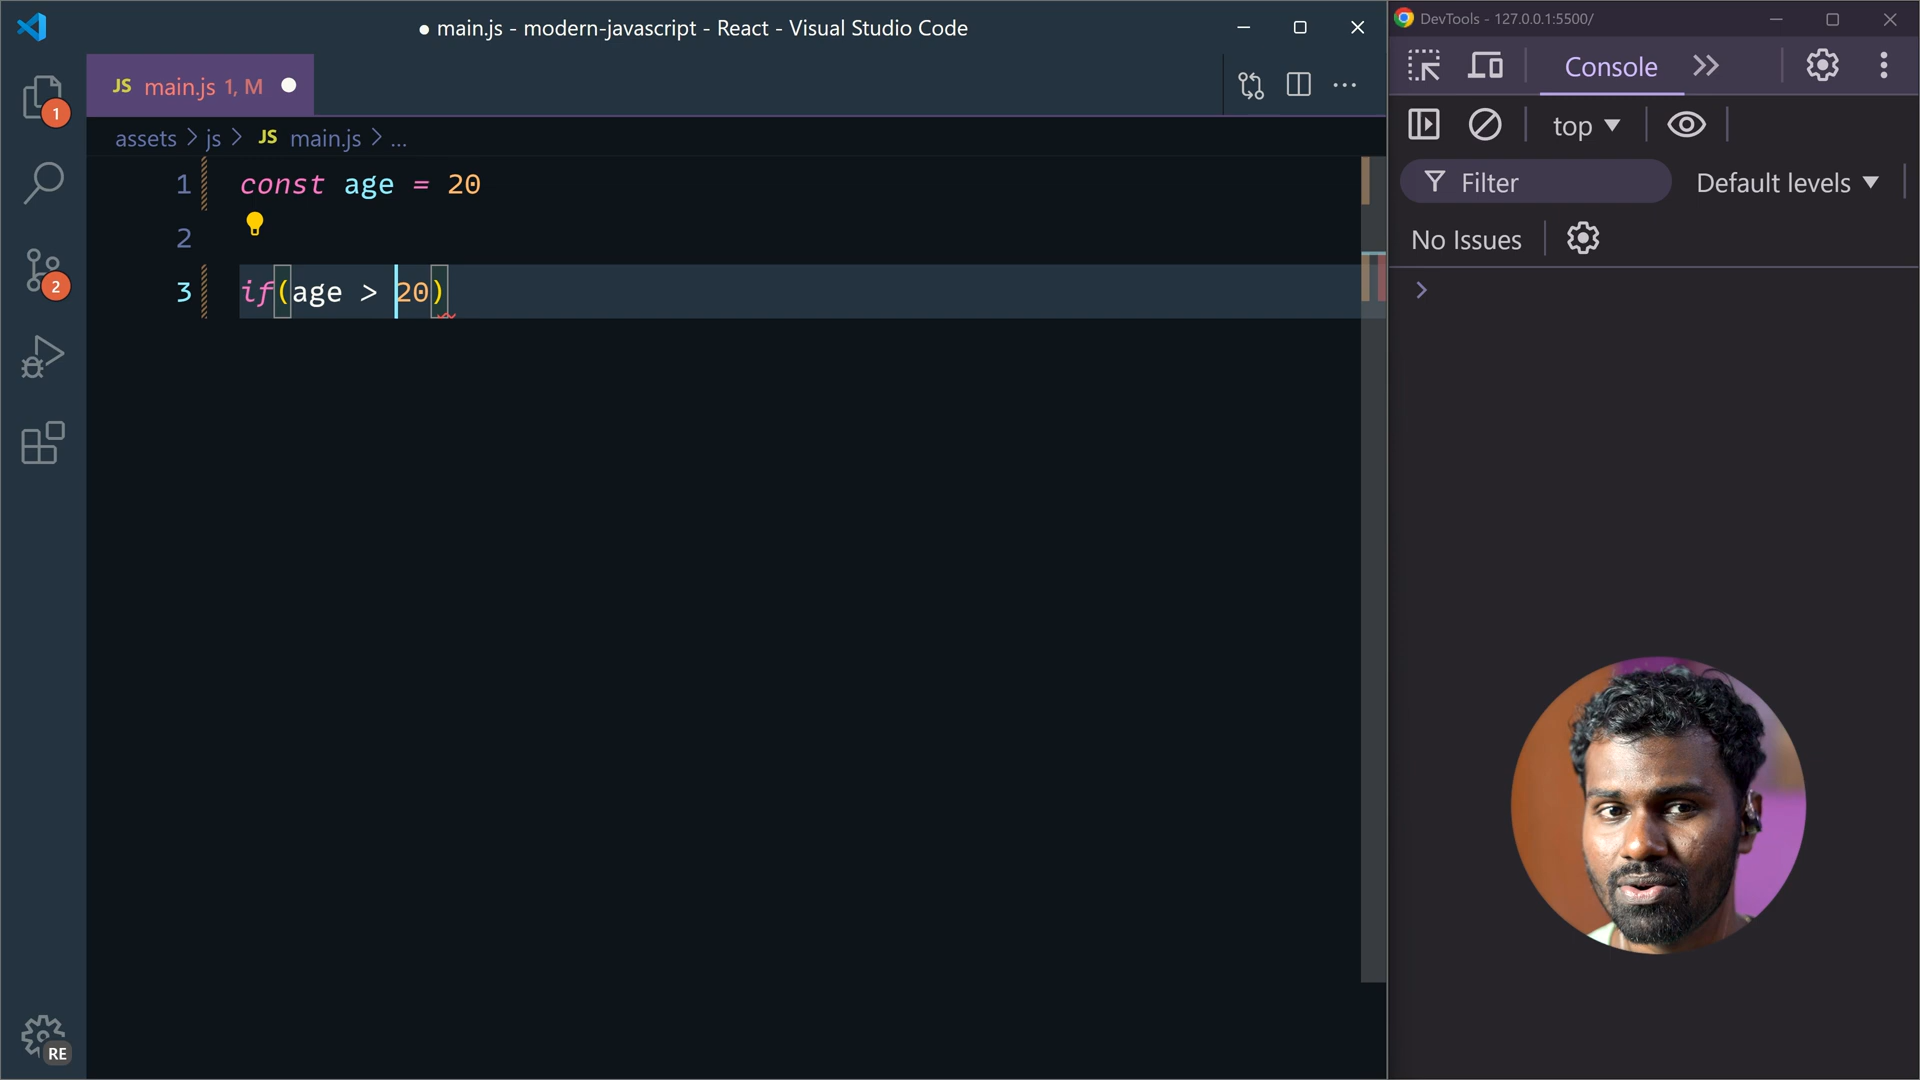 ● main.js - modern-javascript - React - Visual Studio Code
JS main.js 1, M ●
assets > js > JS main.js > ...
1 const age = 20
2
3 if(age > 20)
1
2
RE
DevTools - 127.0.0.1:5500/
Console
top
Filter
Default levels
No Issues